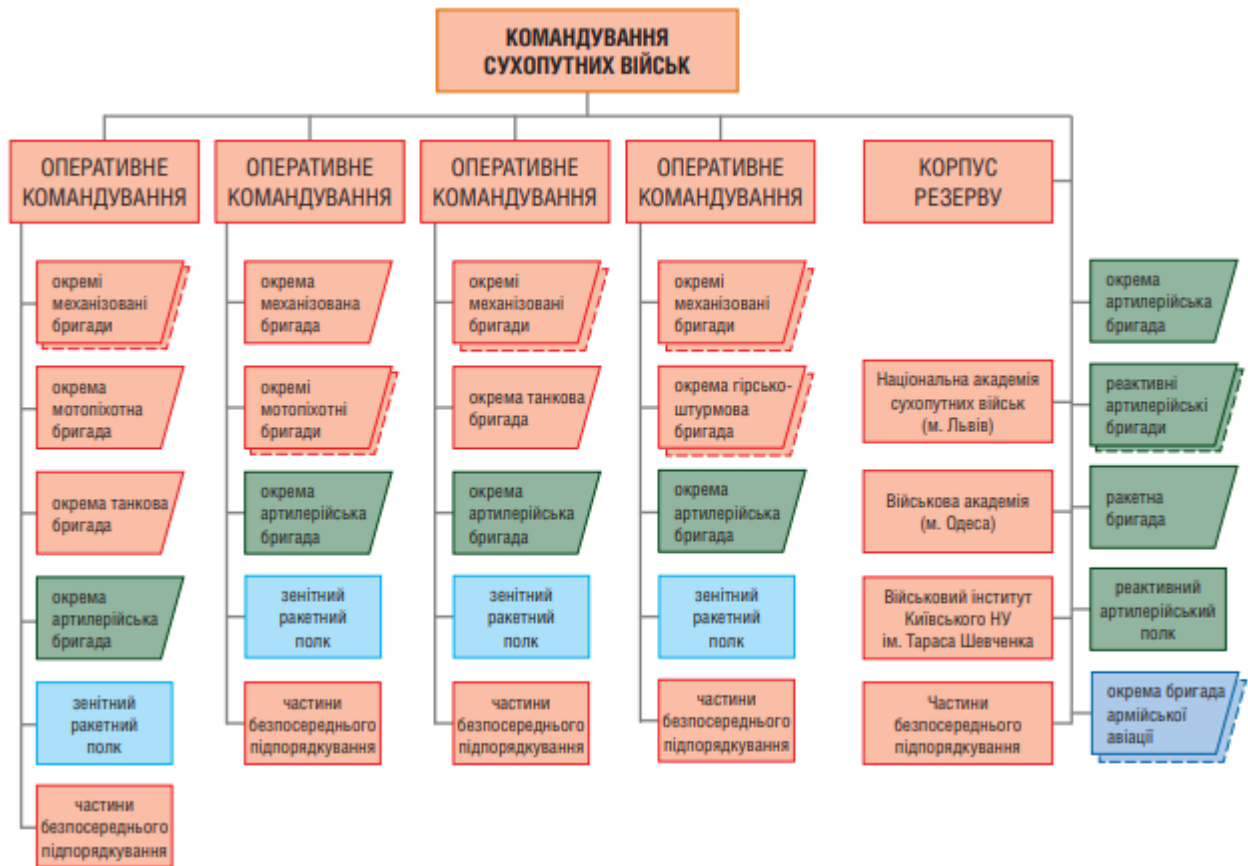 КОМАНДУВАННЯ
СУХОПУТНИХ ВІЙСЬК
ОПЕРАТИВНЕ
КОМАНДУВАННЯ
окремі
механізовані
бригади
окрема
мотопіхотна
бригада
окрема танкова
бригада
окрема
артилерійська
бригада
зенітний
ракетний
полк
частини
безпосереднього
підпорядкування
ОПЕРАТИВНЕ
КОМАНДУВАННЯ
окрема
механізована
бригада
окремі
мотопіхотні
бригади
окрема
артилерійська
бригада
зенітний
ракетний
полк
частини
безпосереднього
підпорядкування
ОПЕРАТИВНЕ
КОМАНДУВАННЯ
окремі
механізовані
бригади
окрема танкова
бригада
окрема
артилерійська
бригада
зенітний
ракетний
полк
частини
безпосереднього
підпорядкування
ОПЕРАТИВНЕ
КОМАНДУВАННЯ
окремі
механізовані
бригади
окрема гірсько-
штурмова
бригада
окрема
артилерійська
бригада
зенітний
ракетний
полк
частини
безпосереднього
підпорядкування
КОРПУС
РЕЗЕРВУ
Національна академія
сухопутних військ
(м. Львів)
Військова академія
(м. Одеса)
Військовий інститут
Київського НУ
ім. Тараса Шевченка
Частини
безпосереднього
підпорядкування
окрема
артилерійська
бригада
реактивні
артилерійські
бригади
ракетна
бригада
реактивний
артилерійський
полк
окрема бригада
армійської
авіації